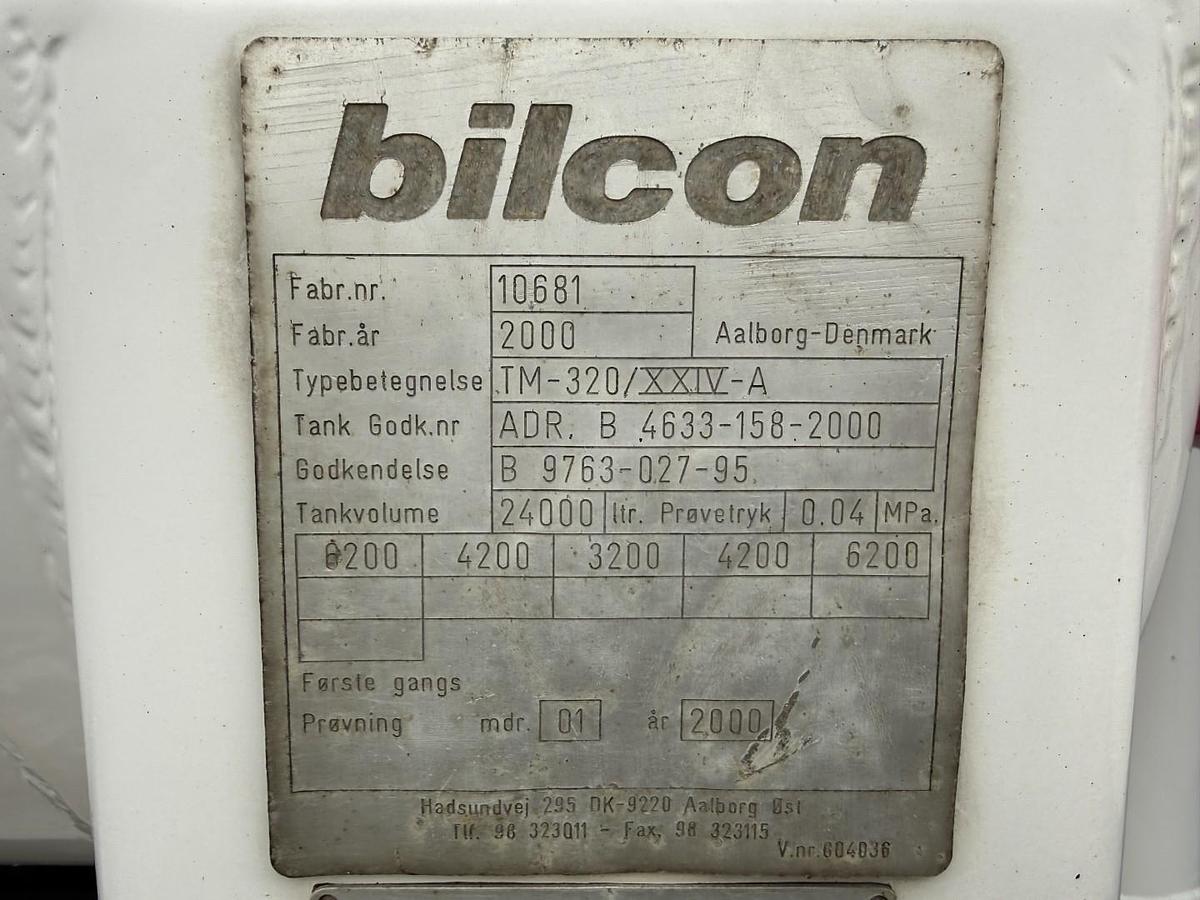 bilcon
Fabr.nr. 10681
Fabr.år 2000 Aalborg-Denmark
Typebetegnelse TM-320/XXIV-A
Tank Godk.nr ADR. B 4633-158-2000
Godkendelse B 9763-027-95
Tankvolume 24000 ltr. Prøvetryk 0.04 MPa.
6200 4200 3200 4200 6200
Første gangs
Prøvning mdr. 01 år 2000
Hadsundvej 295 DK-9220 Aalborg Øst
Tlf. 98 323011 - Fax. 98 323115
V.nr. 604036